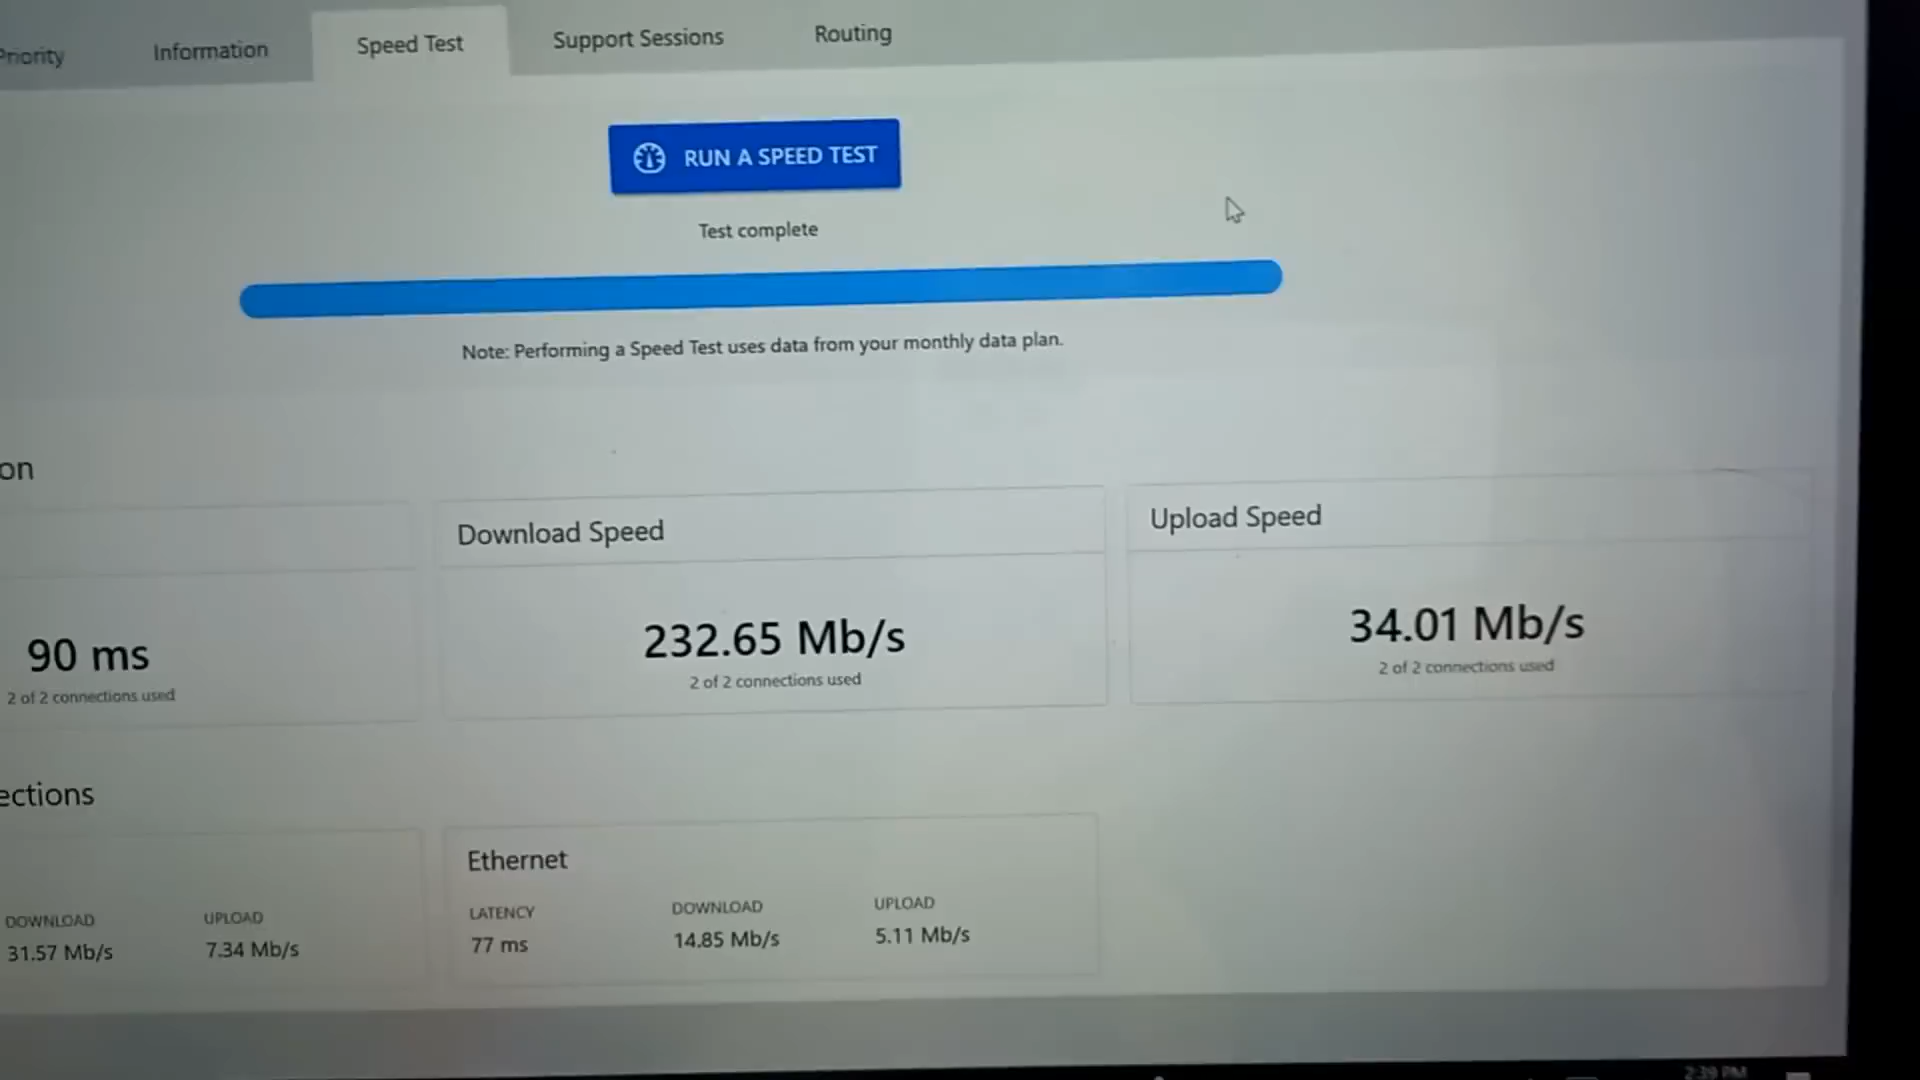 Priority
Information
Speed Test
Support Sessions
Routing
RUN A SPEED TEST
Test complete
Note: Performing a Speed Test uses data from your monthly data plan.
on
Download Speed
Upload Speed
90 ms
2 of 2 connections used
232.65 Mb/s
2 of 2 connections used
34.01 Mb/s
2 of 2 connections used
ections
DOWNLOAD
UPLOAD
31.57 Mb/s
7.34 Mb/s
Ethernet
LATENCY
DOWNLOAD
UPLOAD
77 ms
14.85 Mb/s
5.11 Mb/s
2:39 PM